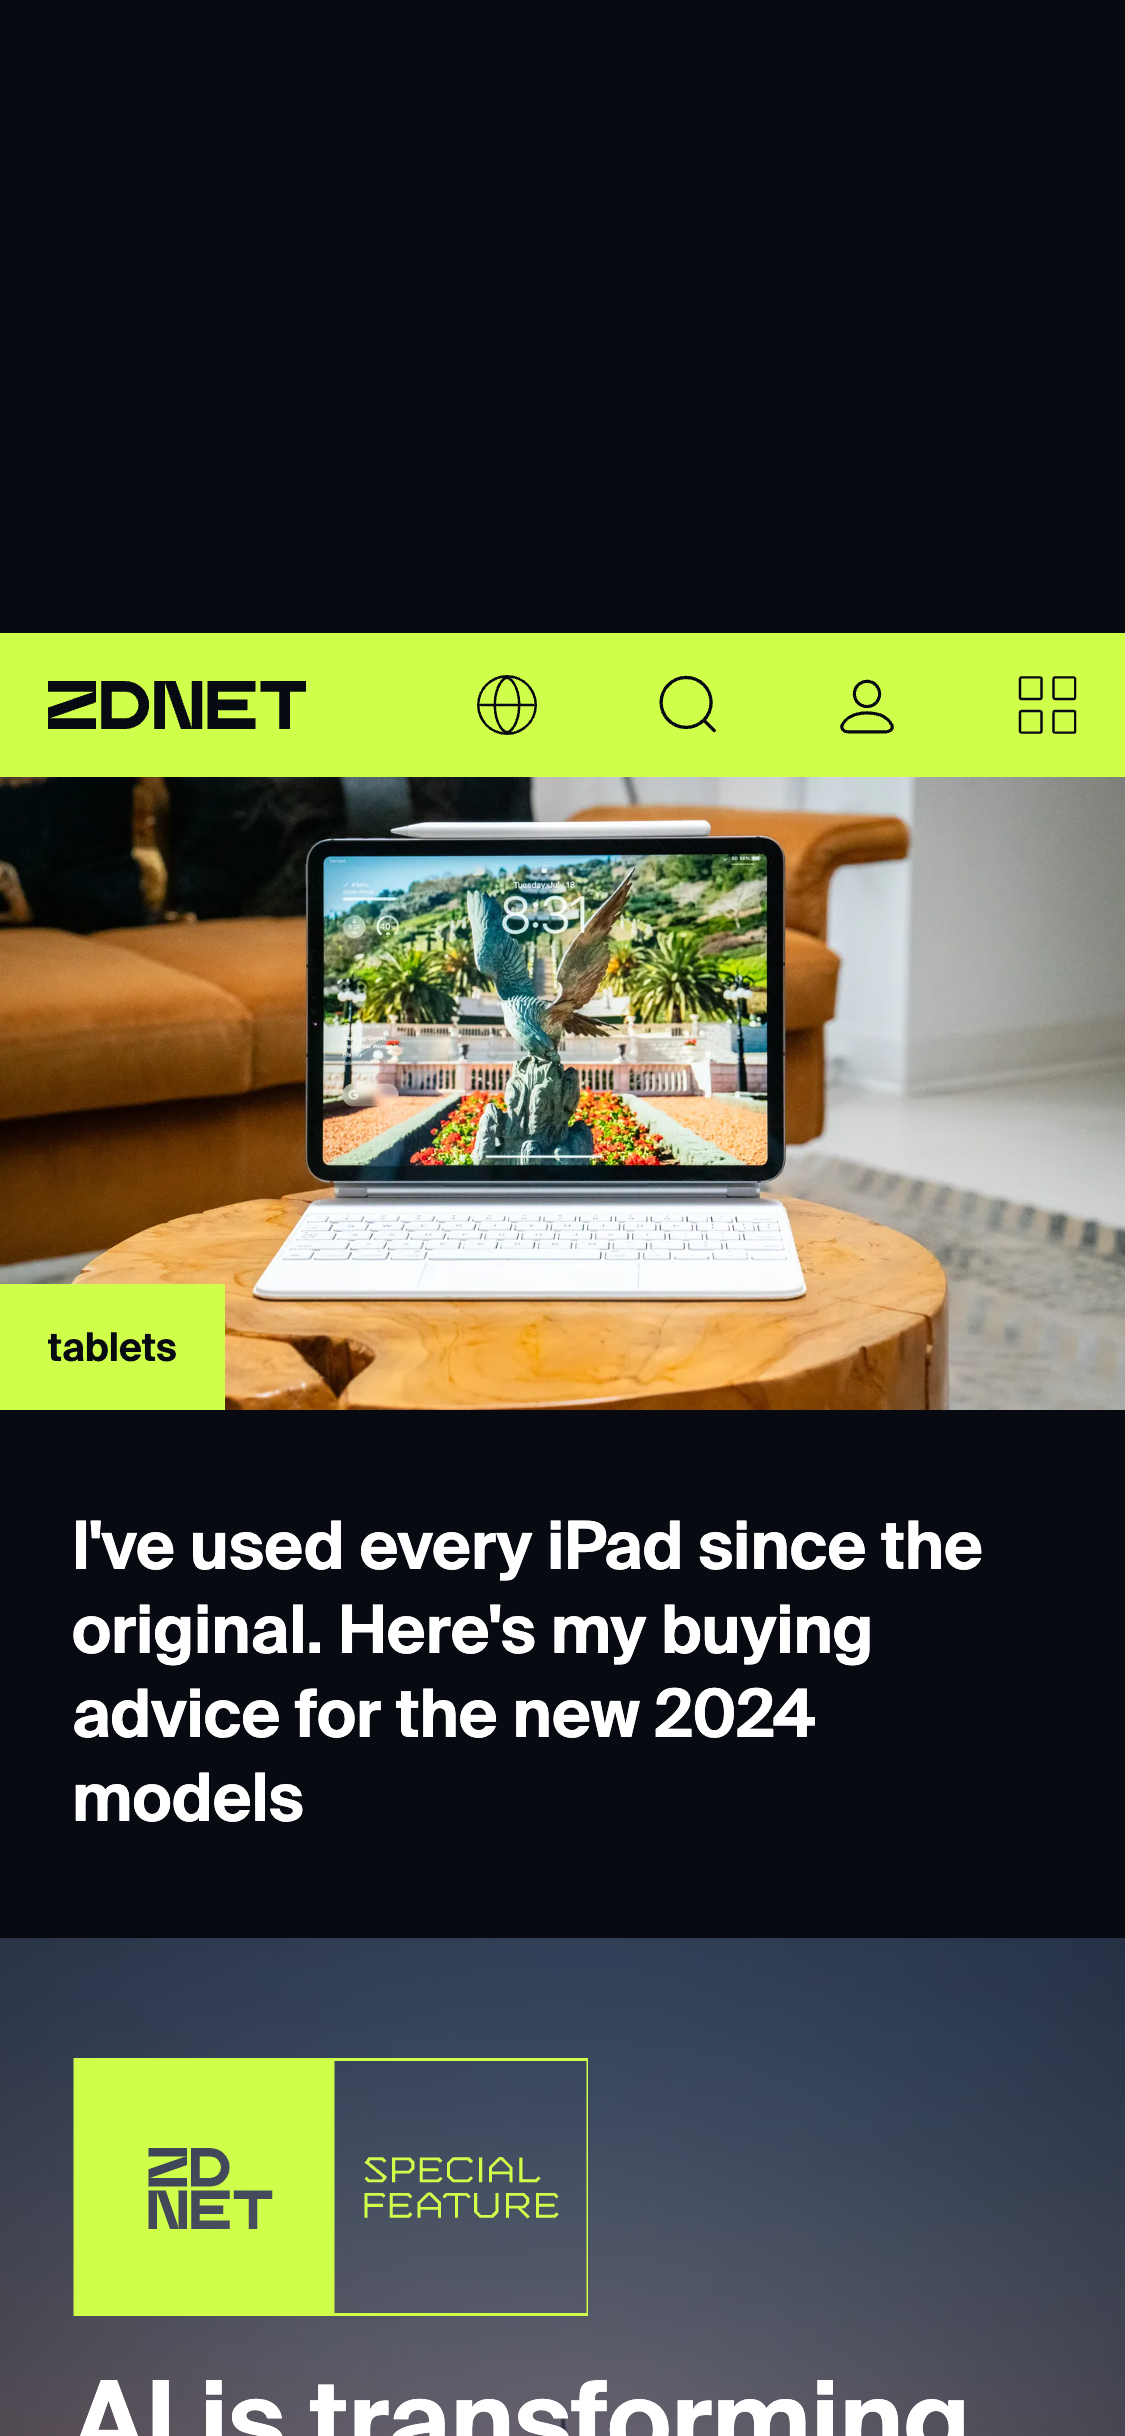 ZDNET
Tuesday, July 18
8:31
tablets
I've used every iPad since the
original. Here's my buying
advice for the new 2024
models
ZD
NET
SPECIAL
FEATURE
AI is transforming